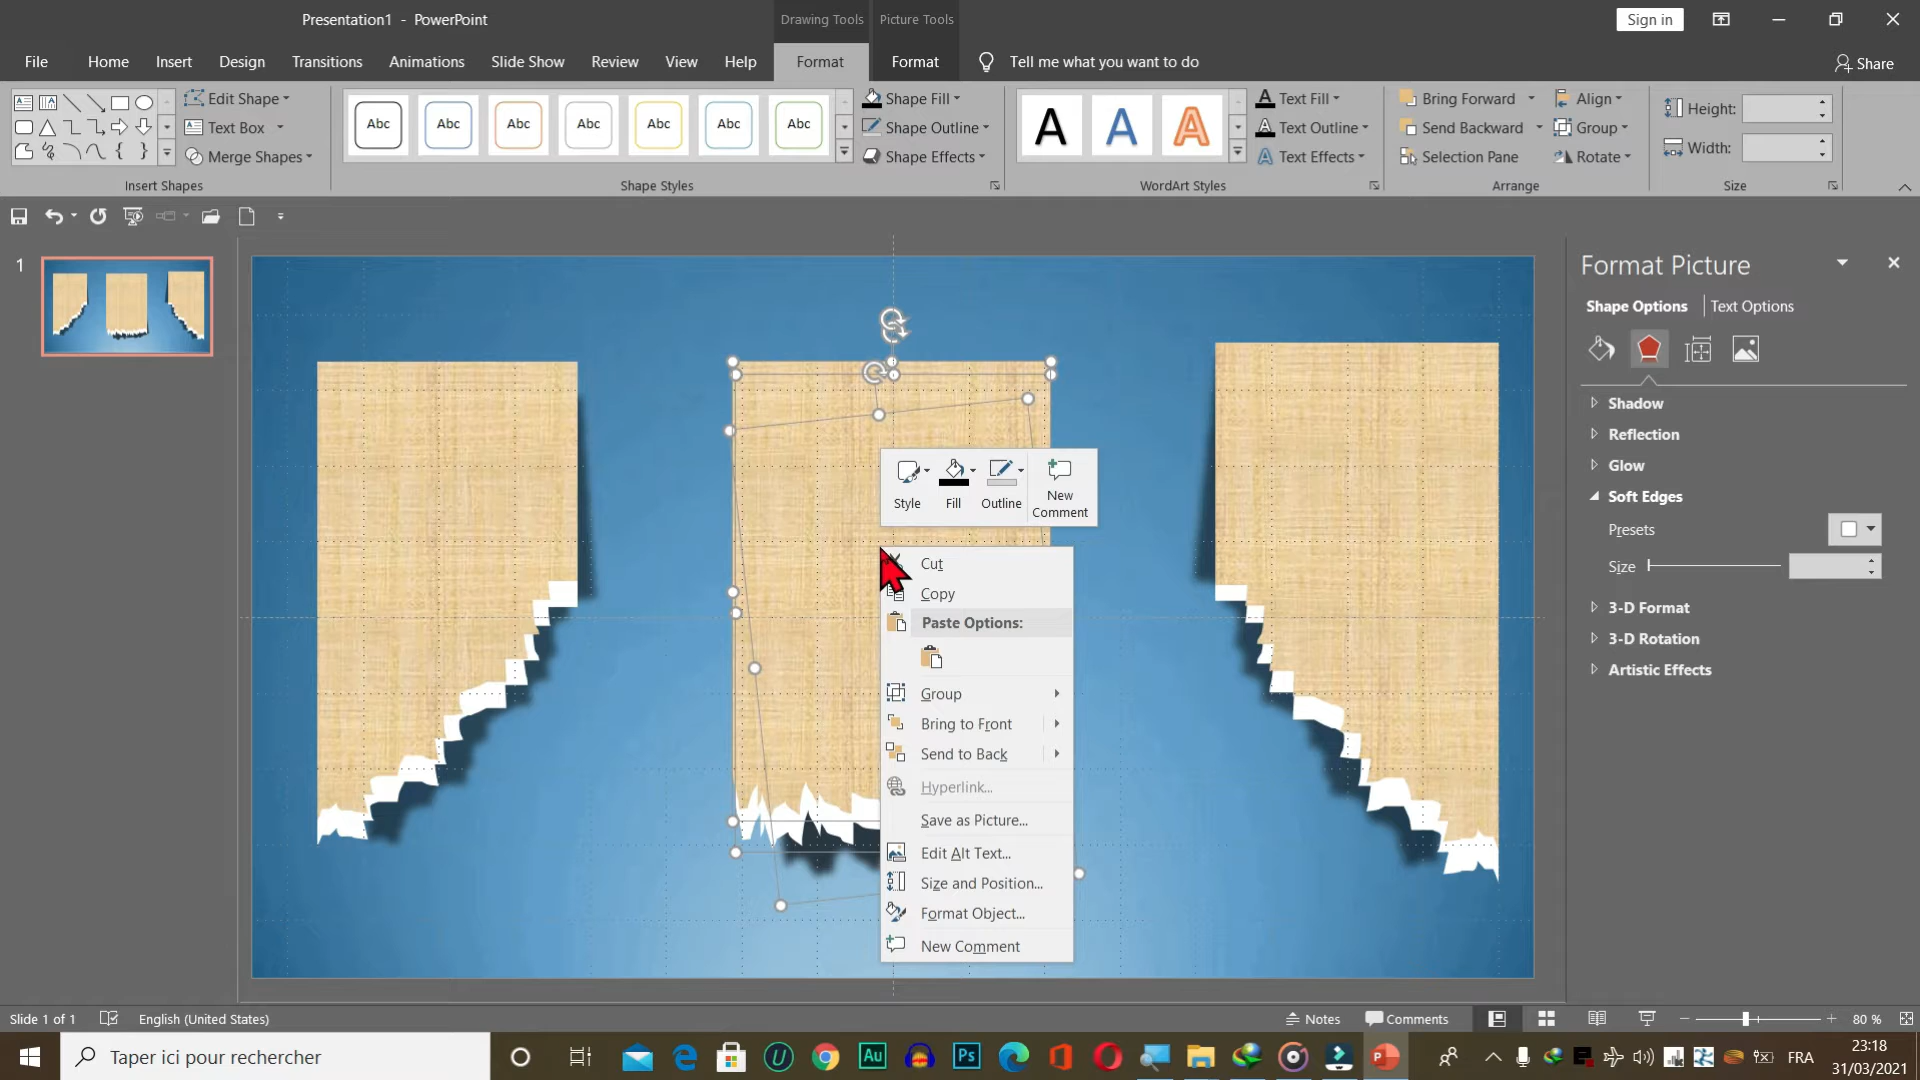 Presentation1 - PowerPoint
Drawing Tools
Picture Tools
Sign in
File
Home
Insert
Design
Transitions
Animations
Slide Show
Review
View
Help
Format
Format
Tell me what you want to do
Share
Edit Shape
Text Box
Merge Shapes
Insert Shapes
Abc
Abc
Abc
Abc
Abc
Abc
Abc
Shape Fill
Shape Outline
Shape Effects
Shape Styles
A
A
A
Text Fill
Text Outline
Text Effects
WordArt Styles
Bring Forward
Send Backward
Selection Pane
Align
Group
Rotate
Arrange
Height:
Width:
Size
1
Style
Fill
Outline
New
Comment
Cut
Copy
Paste Options:
Group
Bring to Front
Send to Back
Hyperlink...
Save as Picture...
Edit Alt Text...
Size and Position...
Format Object...
New Comment
Format Picture
Shape Options
Text Options
Shadow
Reflection
Glow
Soft Edges
Presets
Size
3-D Format
3-D Rotation
Artistic Effects
Slide 1 of 1
English (United States)
Notes
Comments
80 %
Taper ici pour rechercher
Au
Ps
P
FRA
23:18
31/03/2021